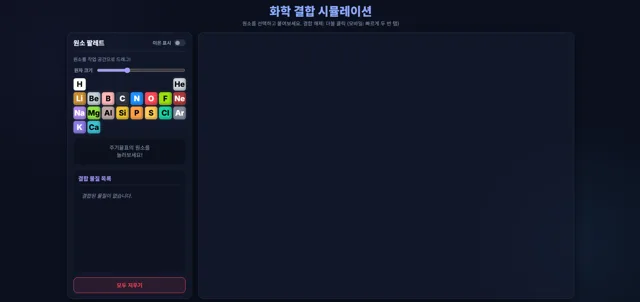 화학 결합 시뮬레이션
원소를 선택하고 붙여보세요. 결합 해제: 더블 클릭 (모바일: 빠르게 두 번 탭)
원소 팔레트
이온 표시
원소를 작업 공간으로 드래그!
원자 크기
H He
Li Be B C N O F Ne
Na Mg Al Si P S Cl Ar
K Ca
주기율표의 원소를
눌러보세요!
결합 물질 목록
결합된 물질이 없습니다.
모두 지우기